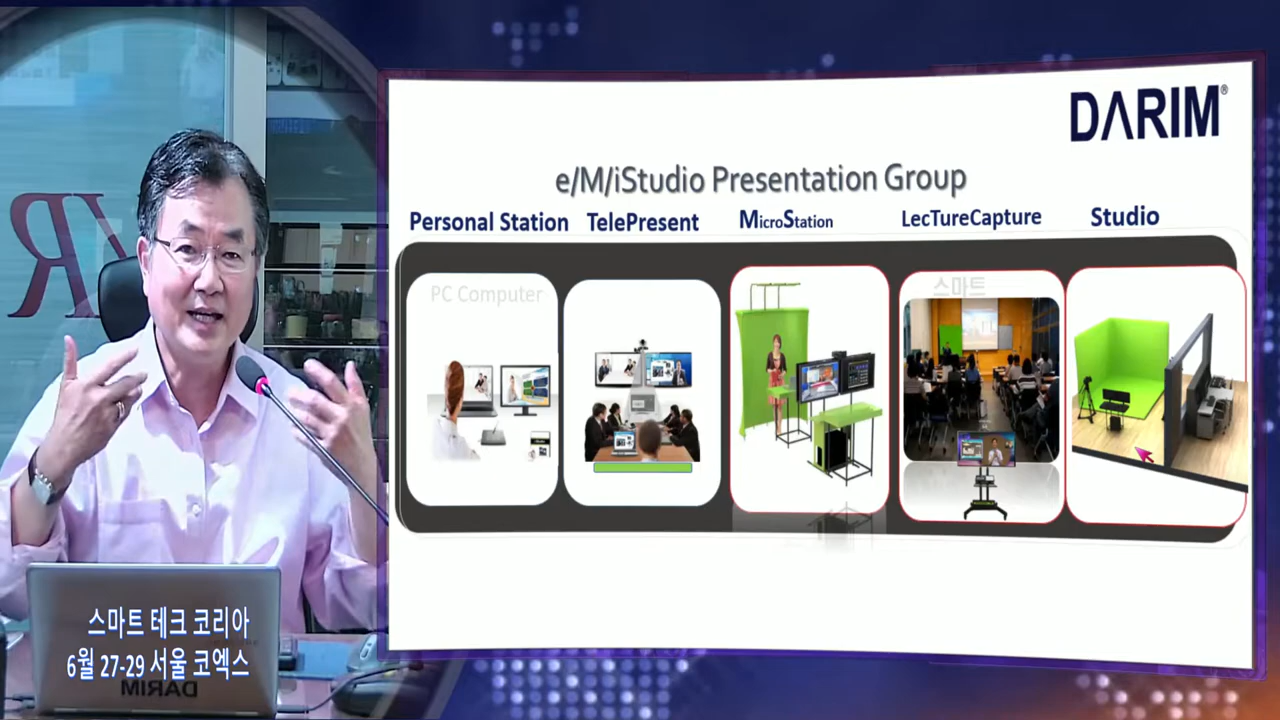 DARIM®
e/M/iStudio Presentation Group
Personal Station TelePresent MicroStation LecTureCapture Studio
PC Computer
스마트
XR
스마트 테크 코리아
6월 27-29 서울 코엑스
DARIM